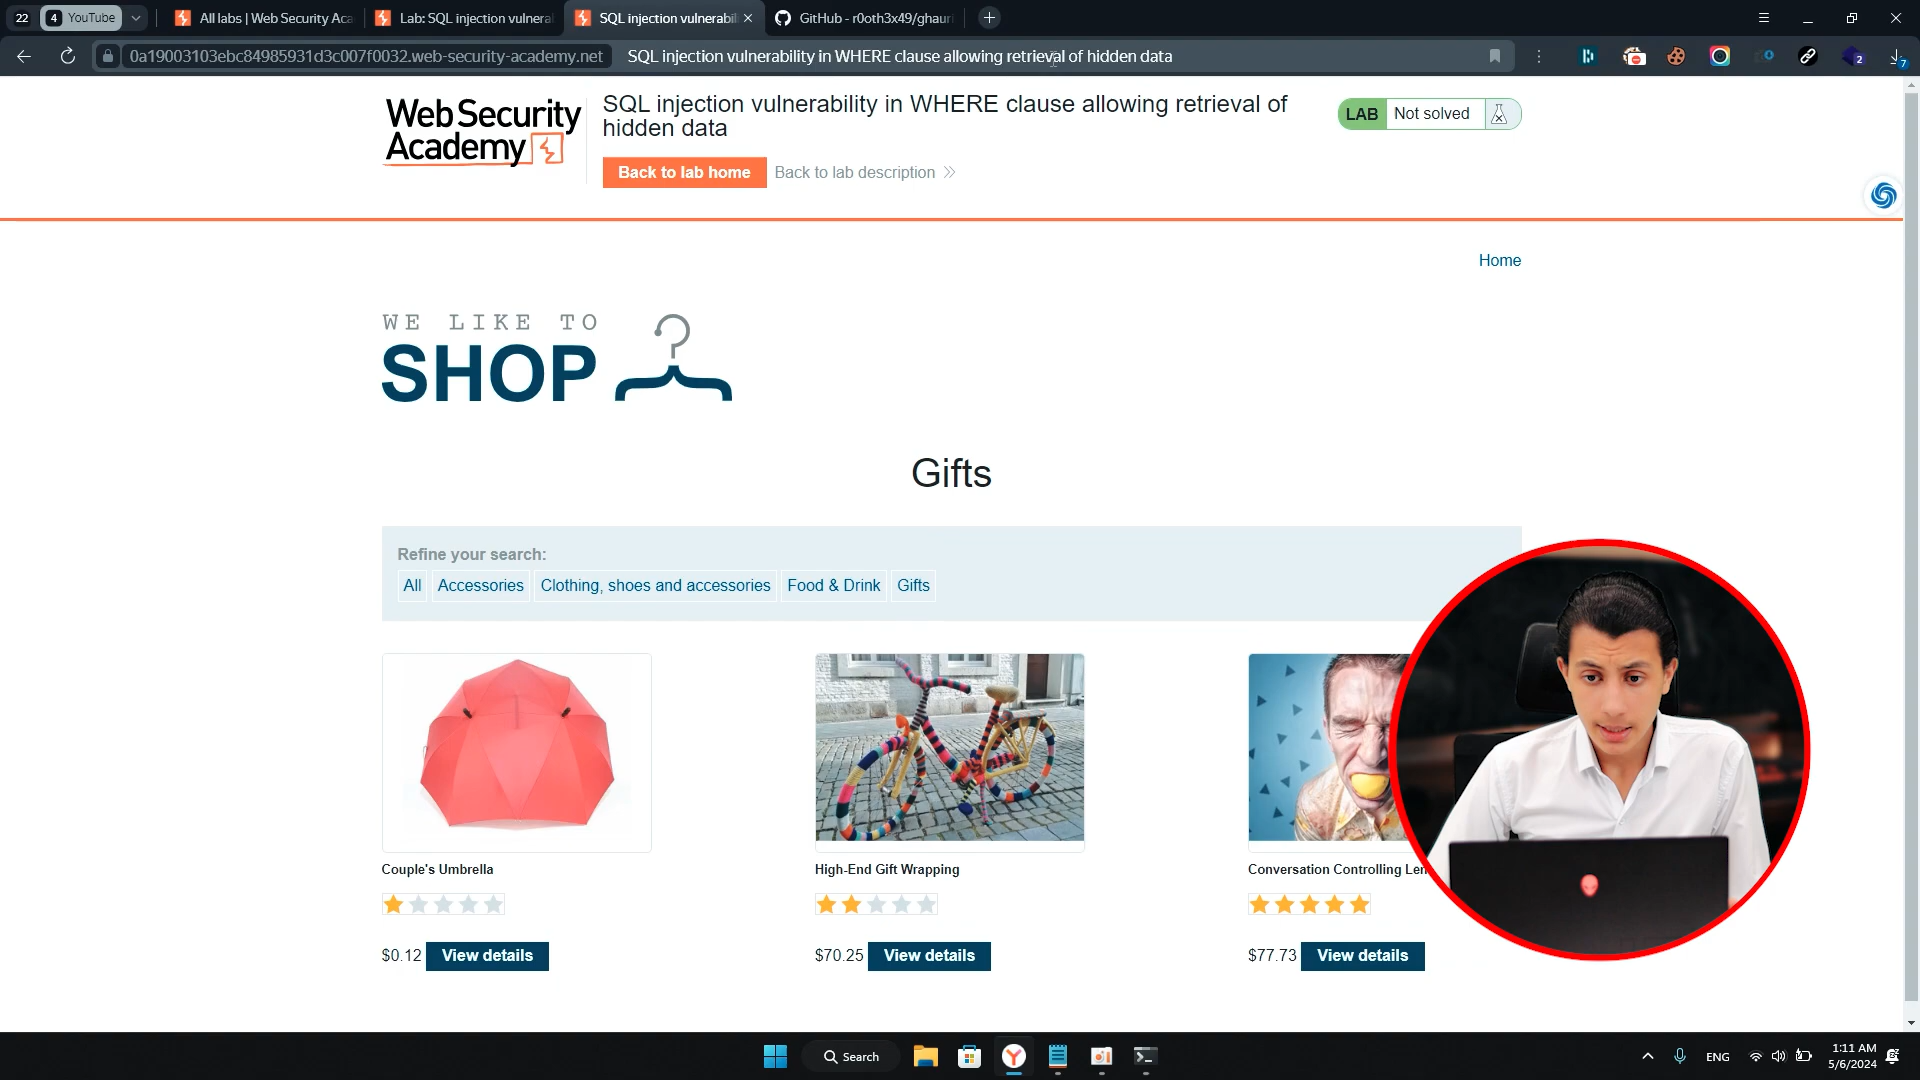 22
4 YouTube
All labs | Web Security Aca
Lab: SQL injection vulnera
SQL injection vulnerabil
GitHub - r0oth3x49/ghauri
0a19003103ebc84985931d3c007f0032.web-security-academy.net
SQL injection vulnerability in WHERE clause allowing retrieval of hidden data
2
7
WebSecurity
Academy
SQL injection vulnerability in WHERE clause allowing retrieval of
hidden data
Back to lab home
Back to lab description
LAB Not solved
Home
WE LIKE TO
SHOP
Gifts
Refine your search:
All
Accessories
Clothing, shoes and accessories
Food & Drink
Gifts
Couple's Umbrella
High-End Gift Wrapping
Conversation Controlling Lem
$0.12 View details
$70.25 View details
$77.73 View details
Search
ENG
1:11 AM
5/6/2024